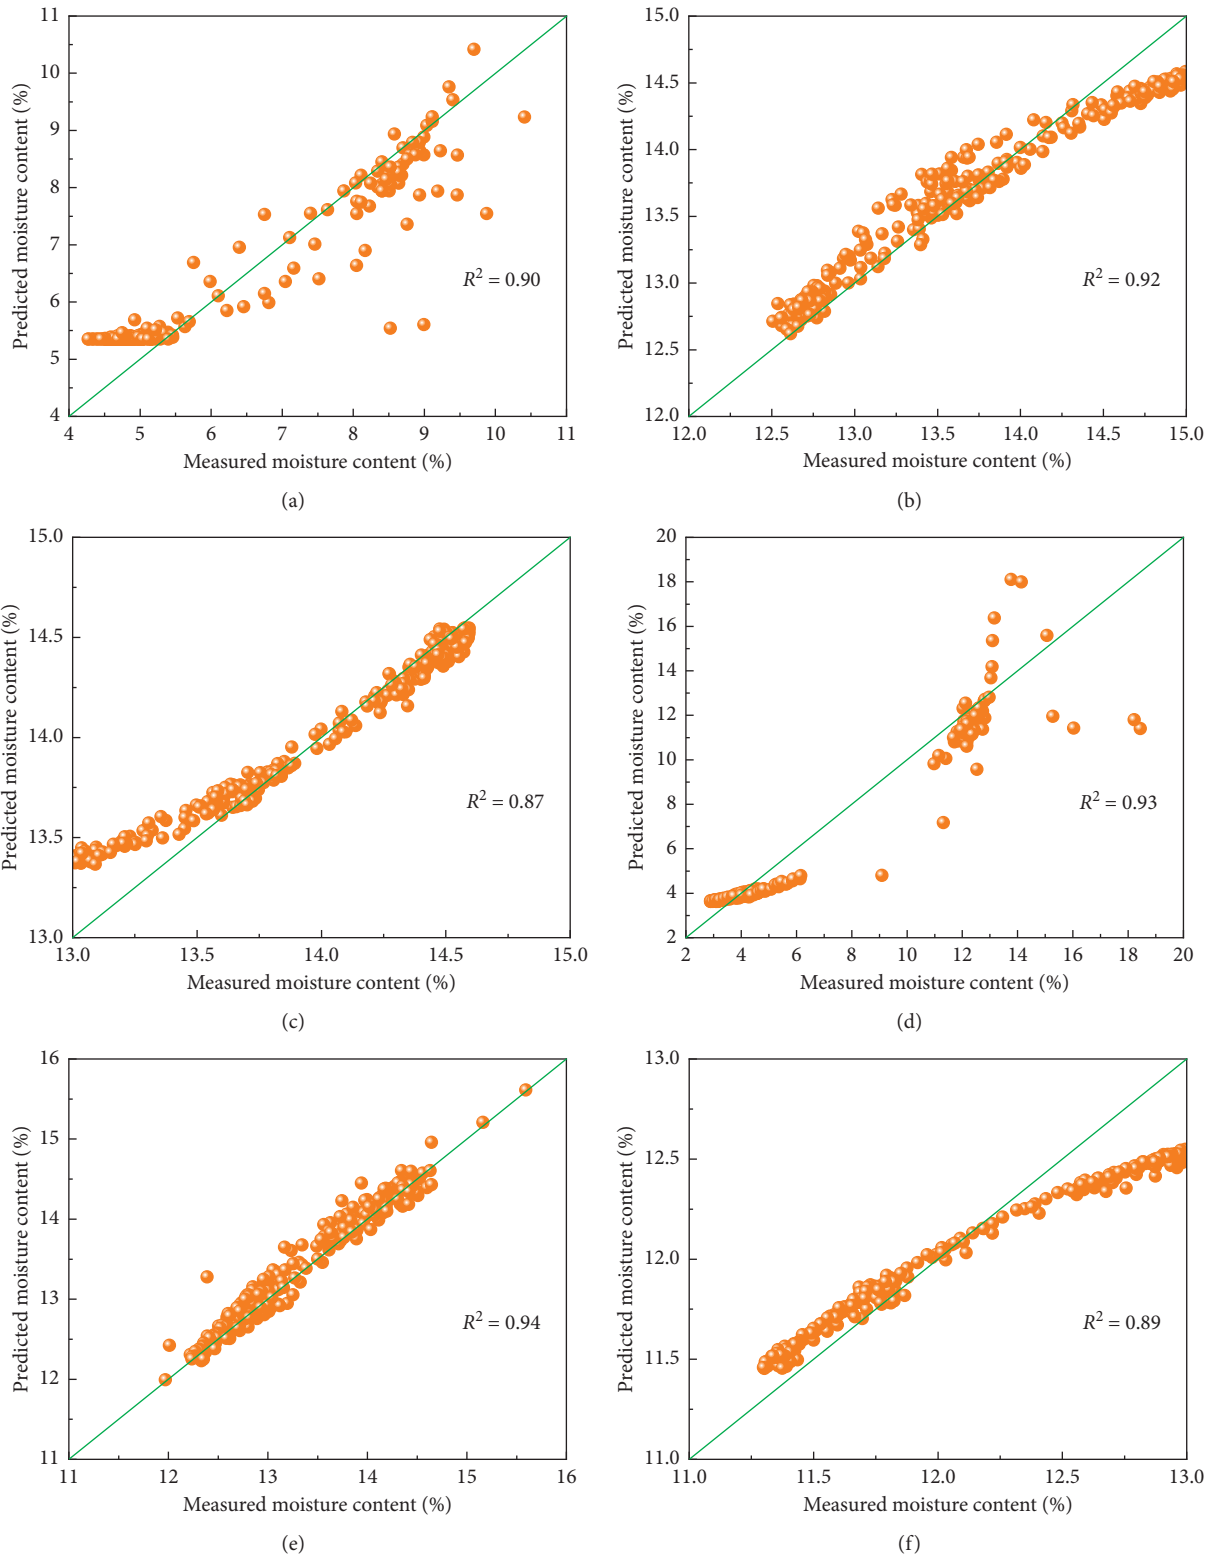 11
10
9
8
7
6
5
4
Predicted moisture content (%)
R² = 0.90
4 5 6 7 8 9 10 11
Measured moisture content (%)
(a)
15.0
14.5
14.0
13.5
13.0
12.5
12.0
Predicted moisture content (%)
R² = 0.92
12.0 12.5 13.0 13.5 14.0 14.5 15.0
Measured moisture content (%)
(b)
15.0
14.5
14.0
13.5
13.0
Predicted moisture content (%)
R² = 0.87
13.0 13.5 14.0 14.5 15.0
Measured moisture content (%)
(c)
20
18
16
14
12
10
8
6
4
2
Predicted moisture content (%)
R² = 0.93
2 4 6 8 10 12 14 16 18 20
Measured moisture content (%)
(d)
16
15
14
13
12
11
Predicted moisture content (%)
R² = 0.94
11 12 13 14 15 16
Measured moisture content (%)
(e)
13.0
12.5
12.0
11.5
11.0
Predicted moisture content (%)
R² = 0.89
11.0 11.5 12.0 12.5 13.0
Measured moisture content (%)
(f)